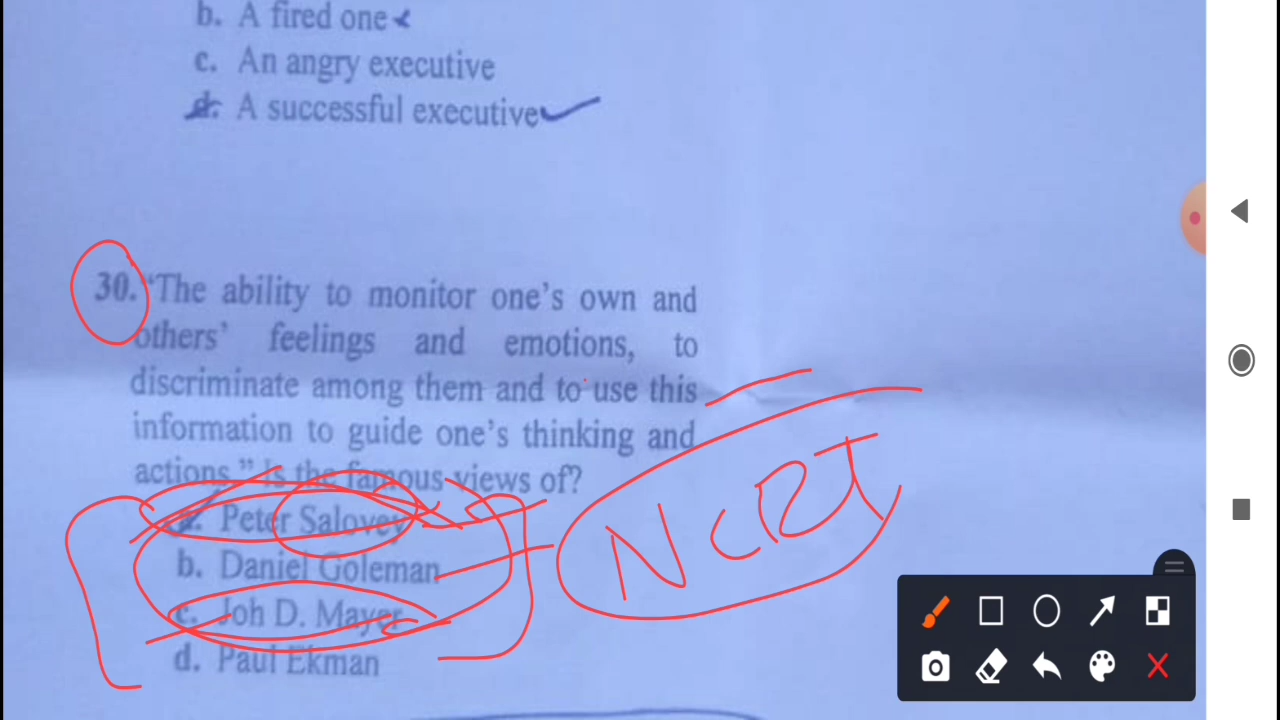 b. A fired one
c. An angry executive
d. A successful executive
30. "The ability to monitor one's own and
others' feelings and emotions, to
discriminate among them and to use this
information to guide one's thinking and
actions." Is the famous views of?
a. Peter Salovey
b. Daniel Goleman
c. Joh D. Mayer
d. Paul Ekman
NCRT